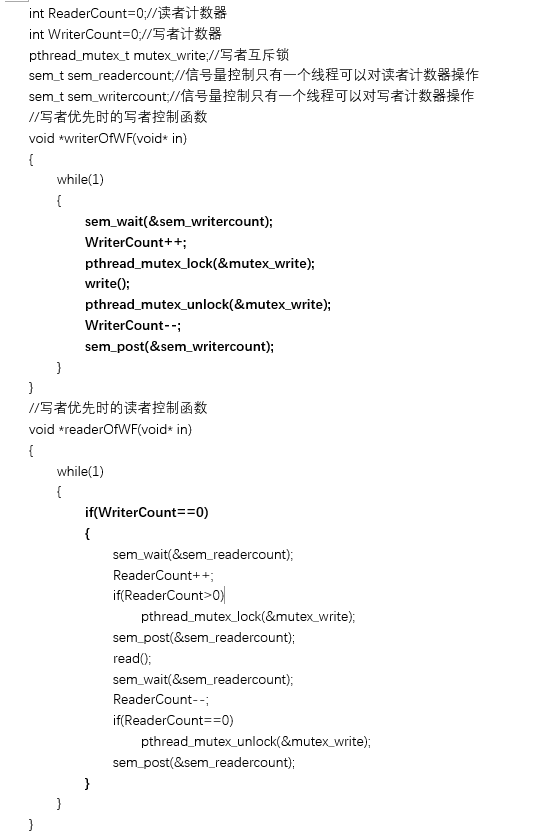 int ReaderCount=0;//读者计数器
int WriterCount=0;//写者计数器
pthread_mutex_t mutex_write;//写者互斥锁
sem_t sem_readercount;//信号量控制只有一个线程可以对读者计数器操作
sem_t sem_writercount;//信号量控制只有一个线程可以对写者计数器操作
//写者优先时的写者控制函数
void *writerOfWF(void* in)
{
while(1)
{
sem_wait(&sem_writercount);
WriterCount++;
pthread_mutex_lock(&mutex_write);
write();
pthread_mutex_unlock(&mutex_write);
WriterCount--;
sem_post(&sem_writercount);
}
}
//写者优先时的读者控制函数
void *readerOfWF(void* in)
{
while(1)
{
if(WriterCount==0)
{
sem_wait(&sem_readercount);
ReaderCount++;
if(ReaderCount>0)
pthread_mutex_lock(&mutex_write);
sem_post(&sem_readercount);
read();
sem_wait(&sem_readercount);
ReaderCount--;
if(ReaderCount==0)
pthread_mutex_unlock(&mutex_write);
sem_post(&sem_readercount);
}
}
}